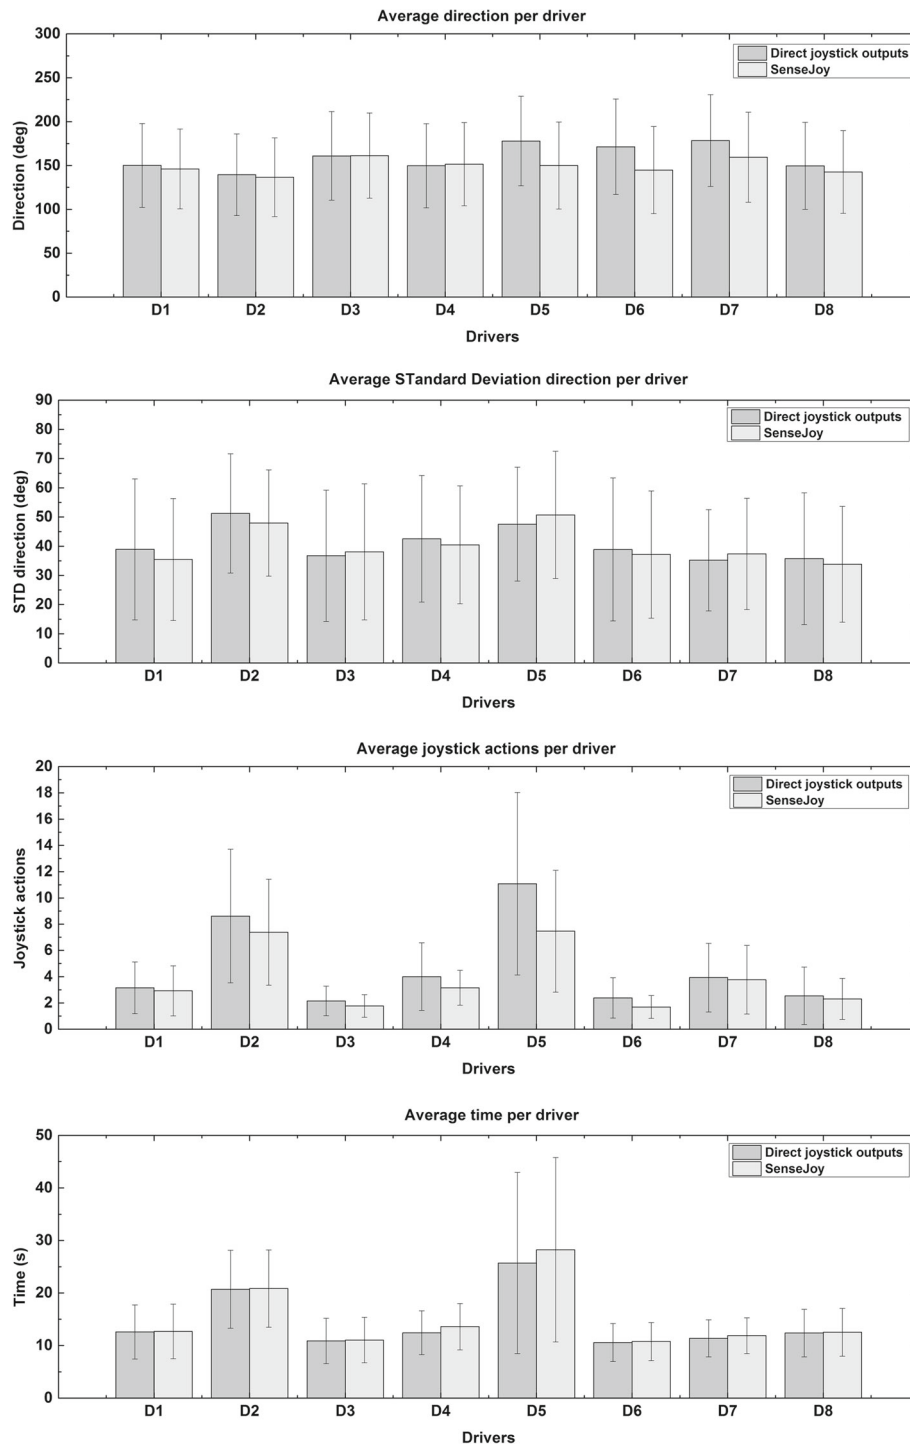 Average direction per driver
300
250
200
150
100
50
0
Direction (deg)
Direct joystick outputs
SenseJoy
D1 D2 D3 D4 D5 D6 D7 D8
Drivers
Average STandard Deviation direction per driver
90
80
70
60
50
40
30
20
10
0
STD direction (deg)
Direct joystick outputs
SenseJoy
D1 D2 D3 D4 D5 D6 D7 D8
Drivers
Average joystick actions per driver
20
18
16
14
12
10
8
6
4
2
0
Joystick actions
Direct joystick outputs
SenseJoy
D1 D2 D3 D4 D5 D6 D7 D8
Drivers
Average time per driver
50
40
30
20
10
0
Time (s)
Direct joystick outputs
SenseJoy
D1 D2 D3 D4 D5 D6 D7 D8
Drivers